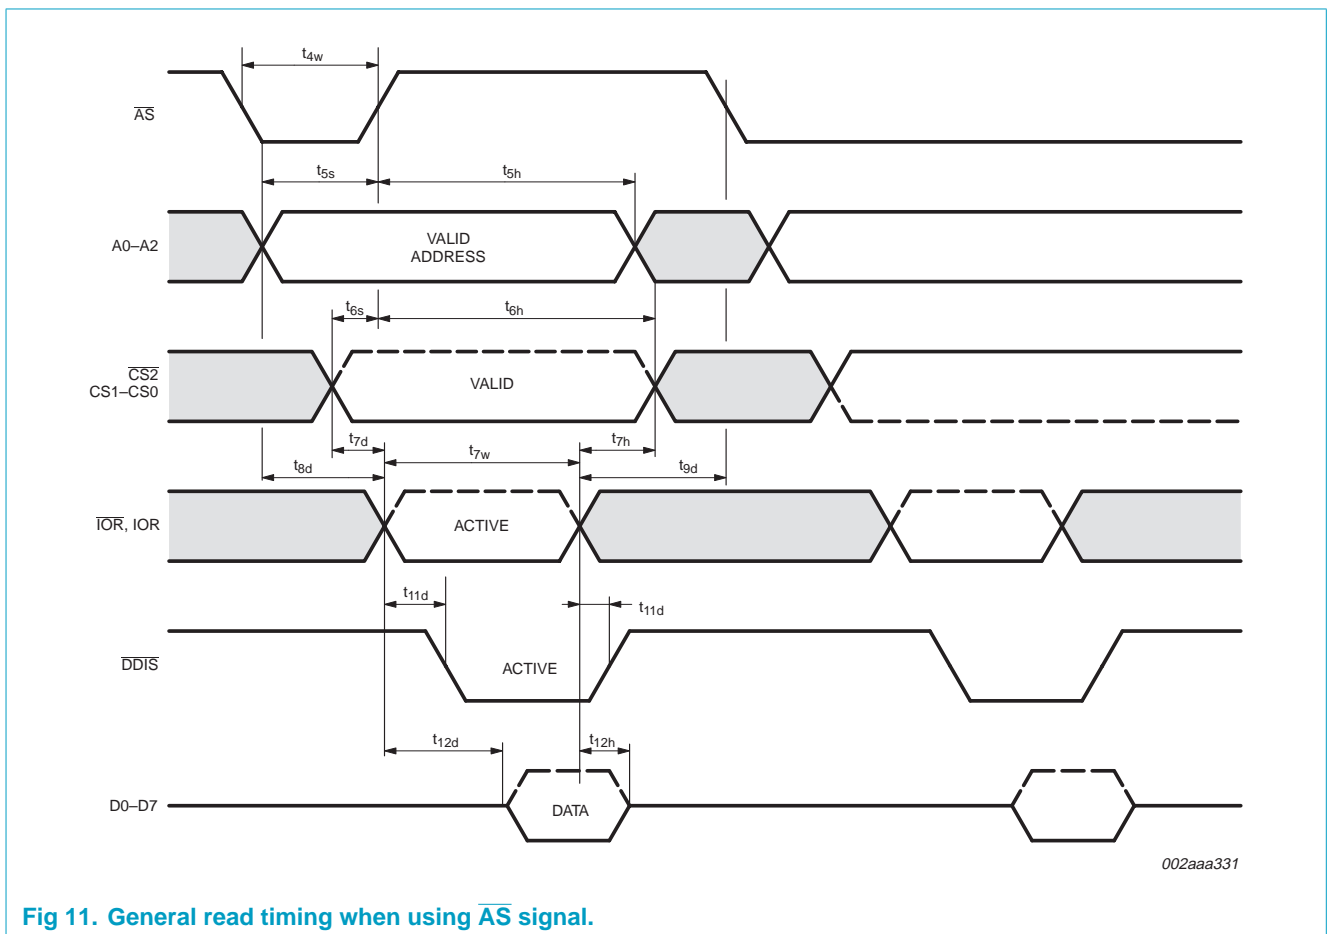 t4w
AS
t5s t5h
A0–A2
VALID
ADDRESS
t6s t6h
CS2
CS1–CS0
VALID
t7d t7w t7h
t8d t9d
IOR, IOR
ACTIVE
t11d t11d
DDIS
ACTIVE
t12d t12h
D0–D7
DATA
002aaa331
Fig 11. General read timing when using AS signal.